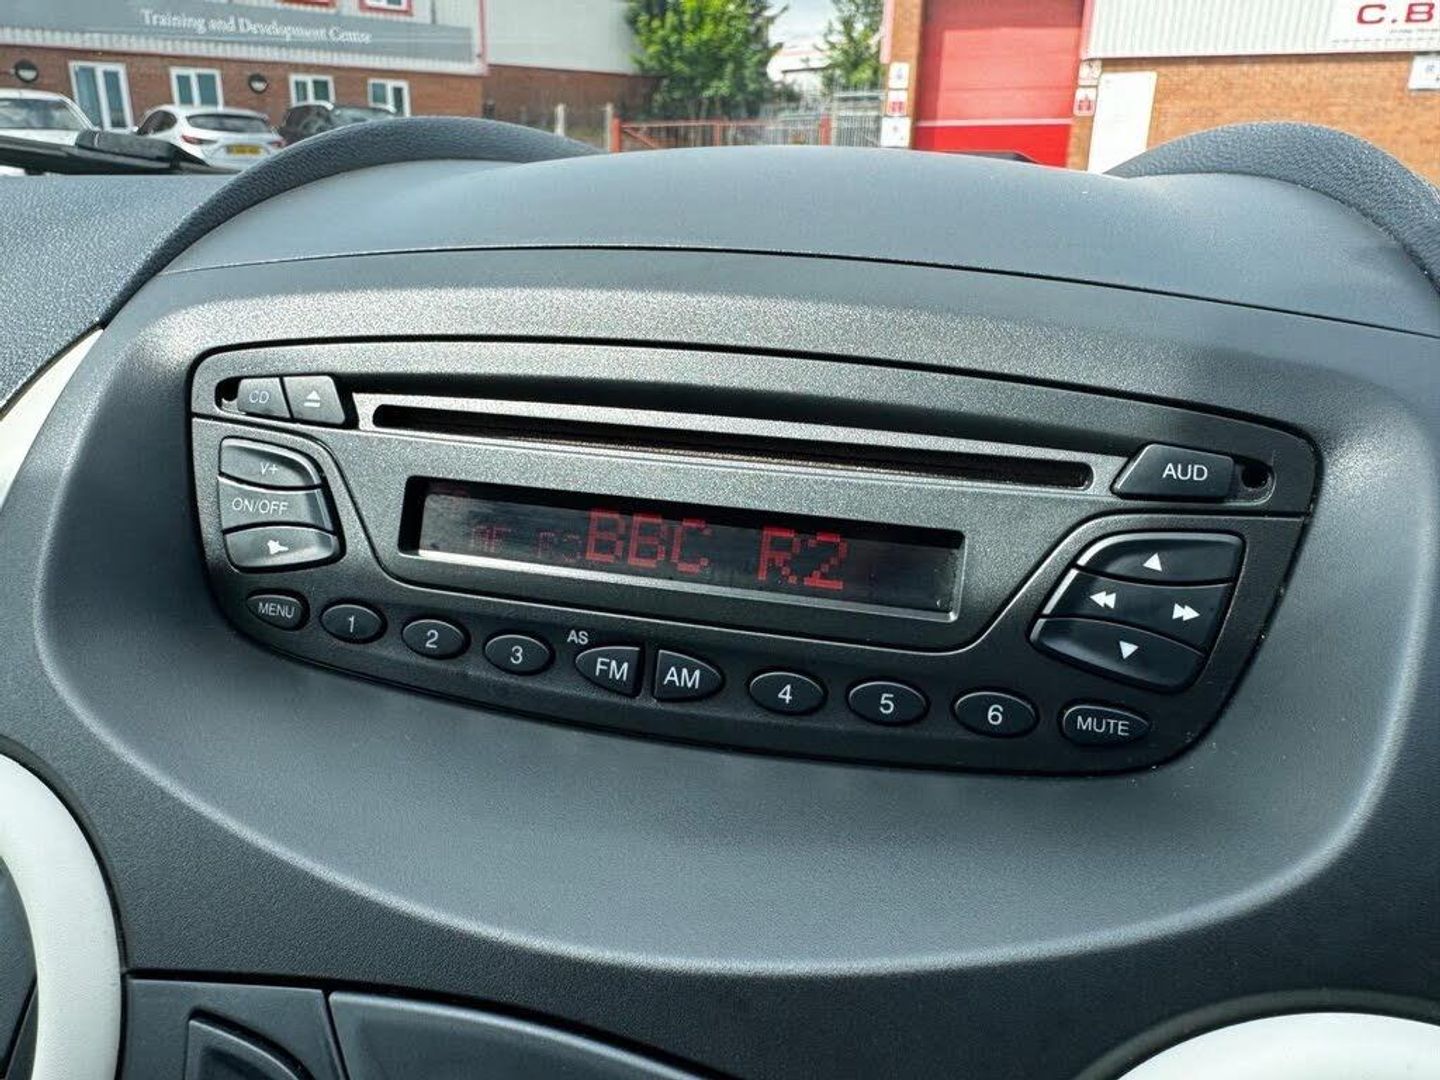 Training and Development Centre
C.B
CD
AUD
V+
ON/OFF
AF
BBC R2
MENU
1
2
3
AS
FM
AM
4
5
6
MUTE